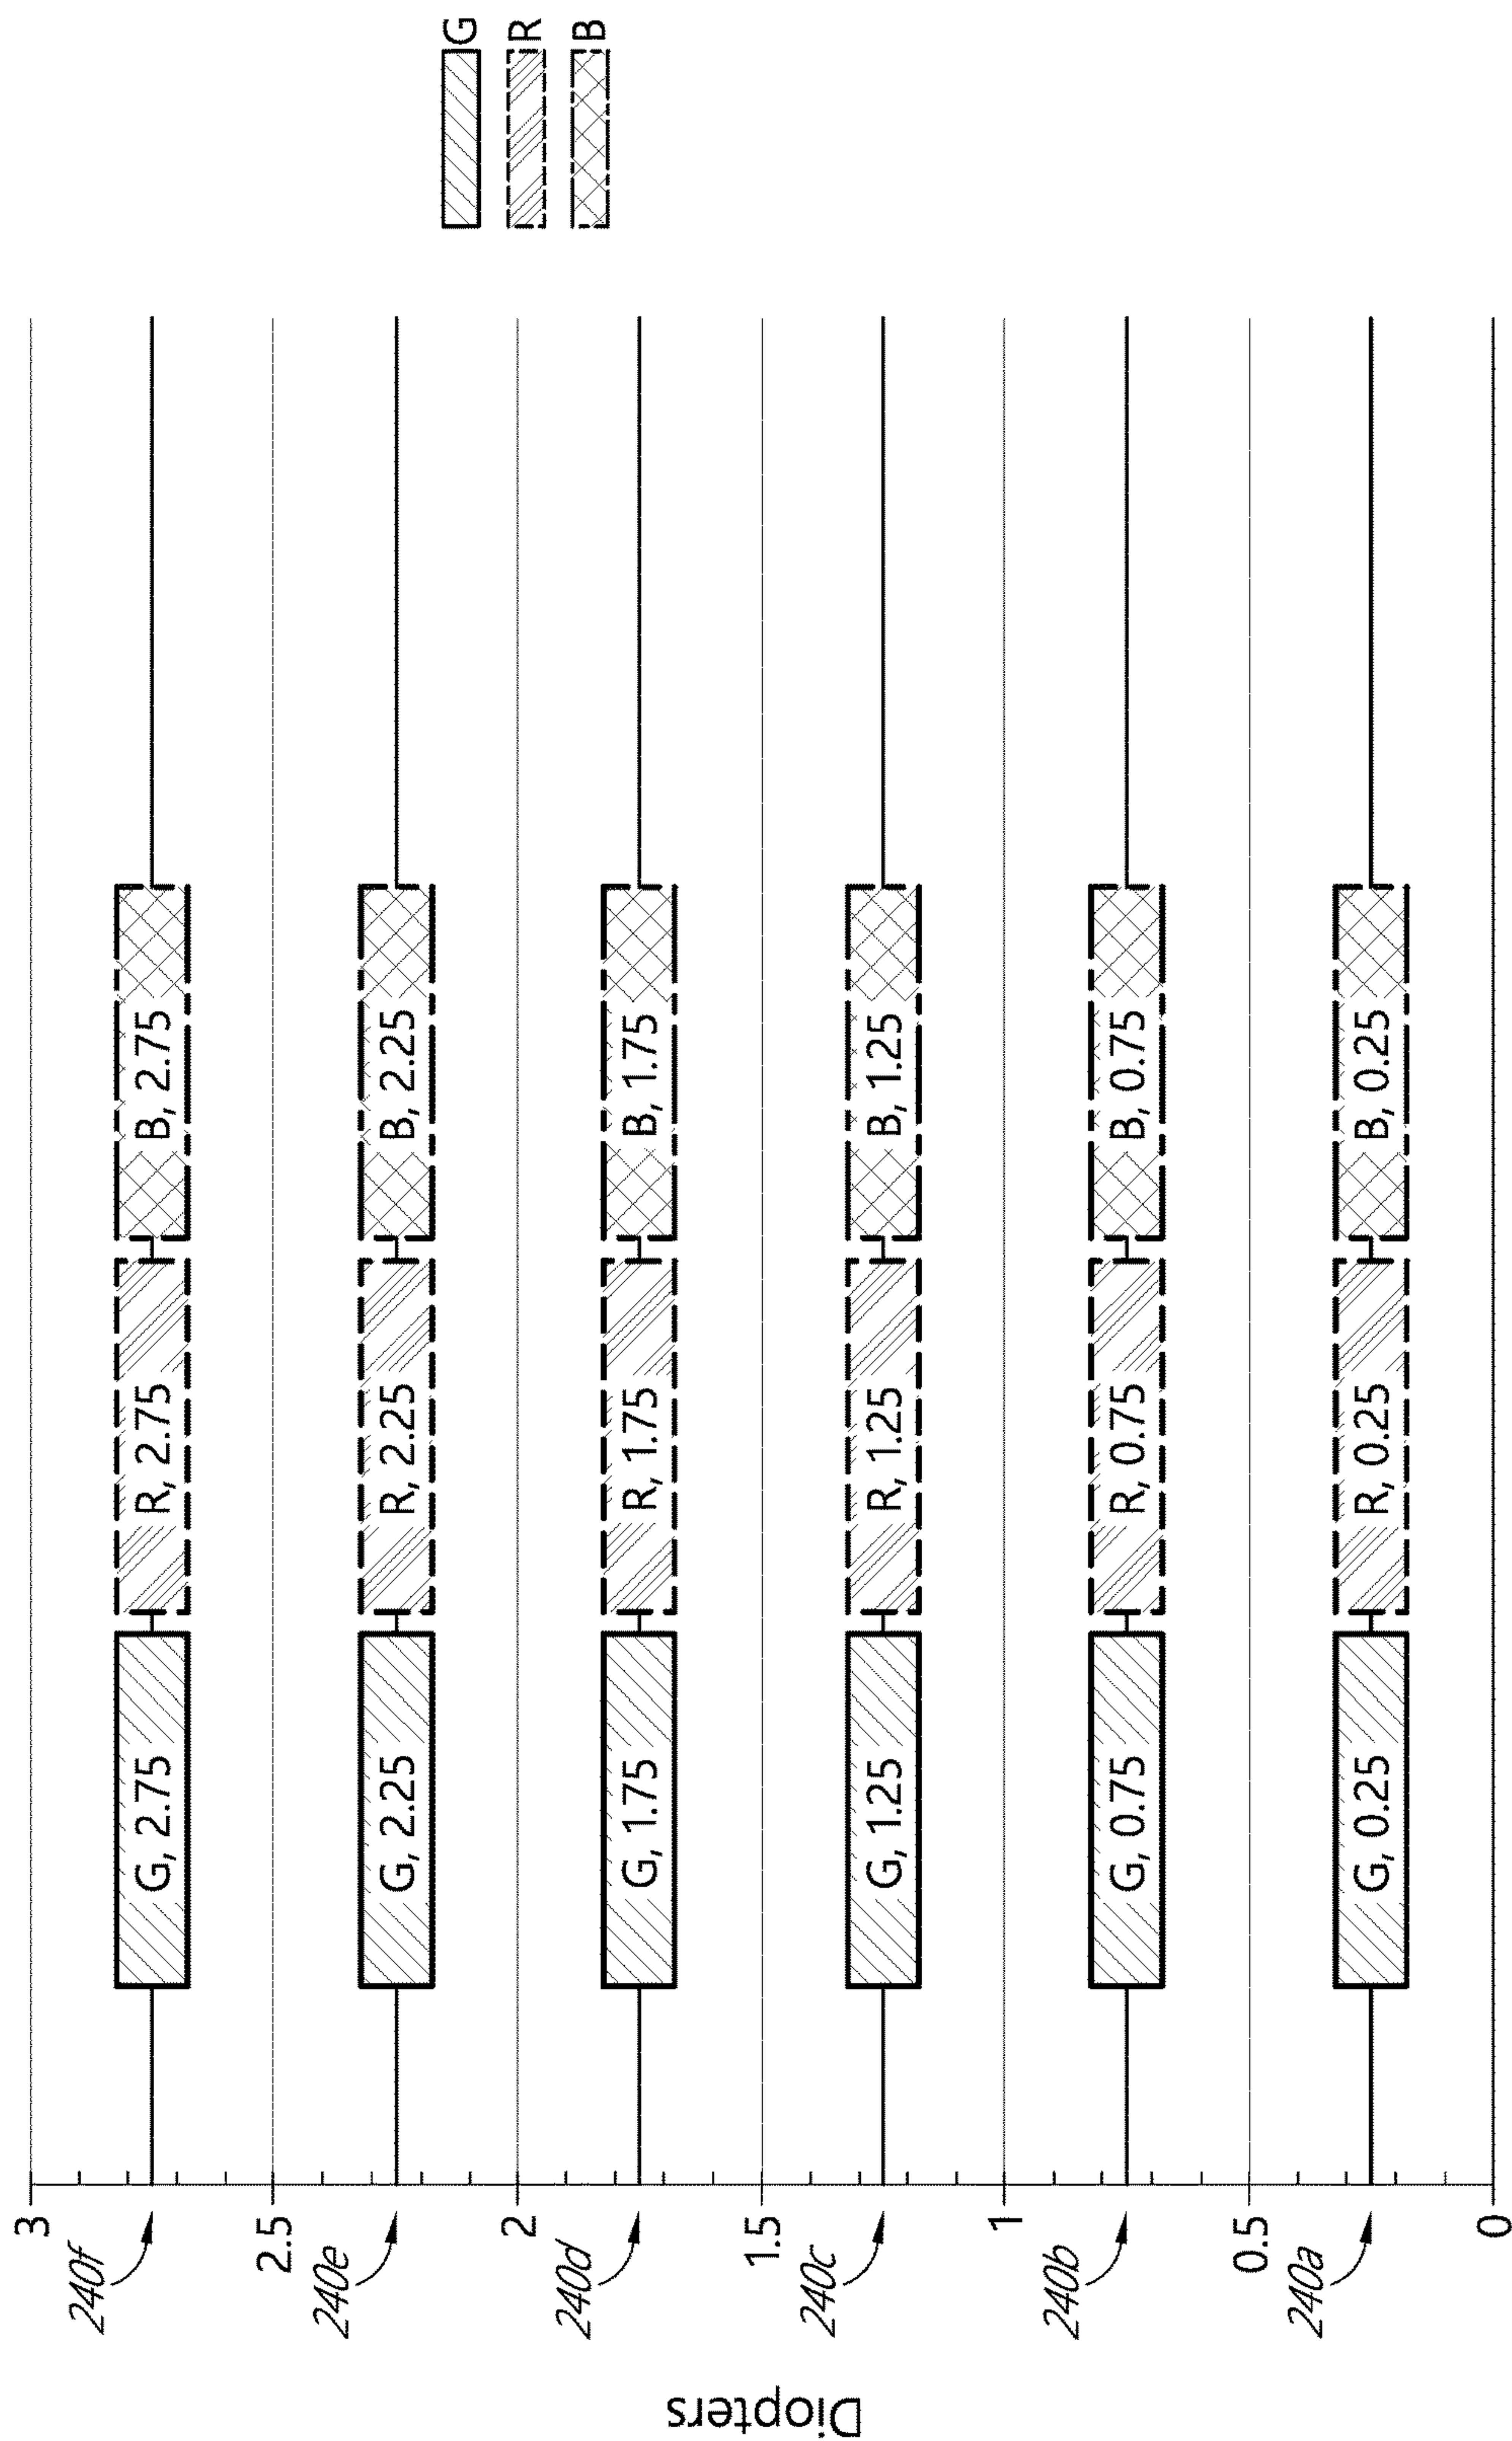 Diopters
3
240f
G, 2.75
R, 2.75
B, 2.75
2.5
240e
G, 2.25
R, 2.25
B, 2.25
2
240d
G, 1.75
R, 1.75
B, 1.75
1.5
240c
G, 1.25
R, 1.25
B, 1.25
1
240b
G, 0.75
R, 0.75
B, 0.75
0.5
240a
G, 0.25
R, 0.25
B, 0.25
0
G
R
B